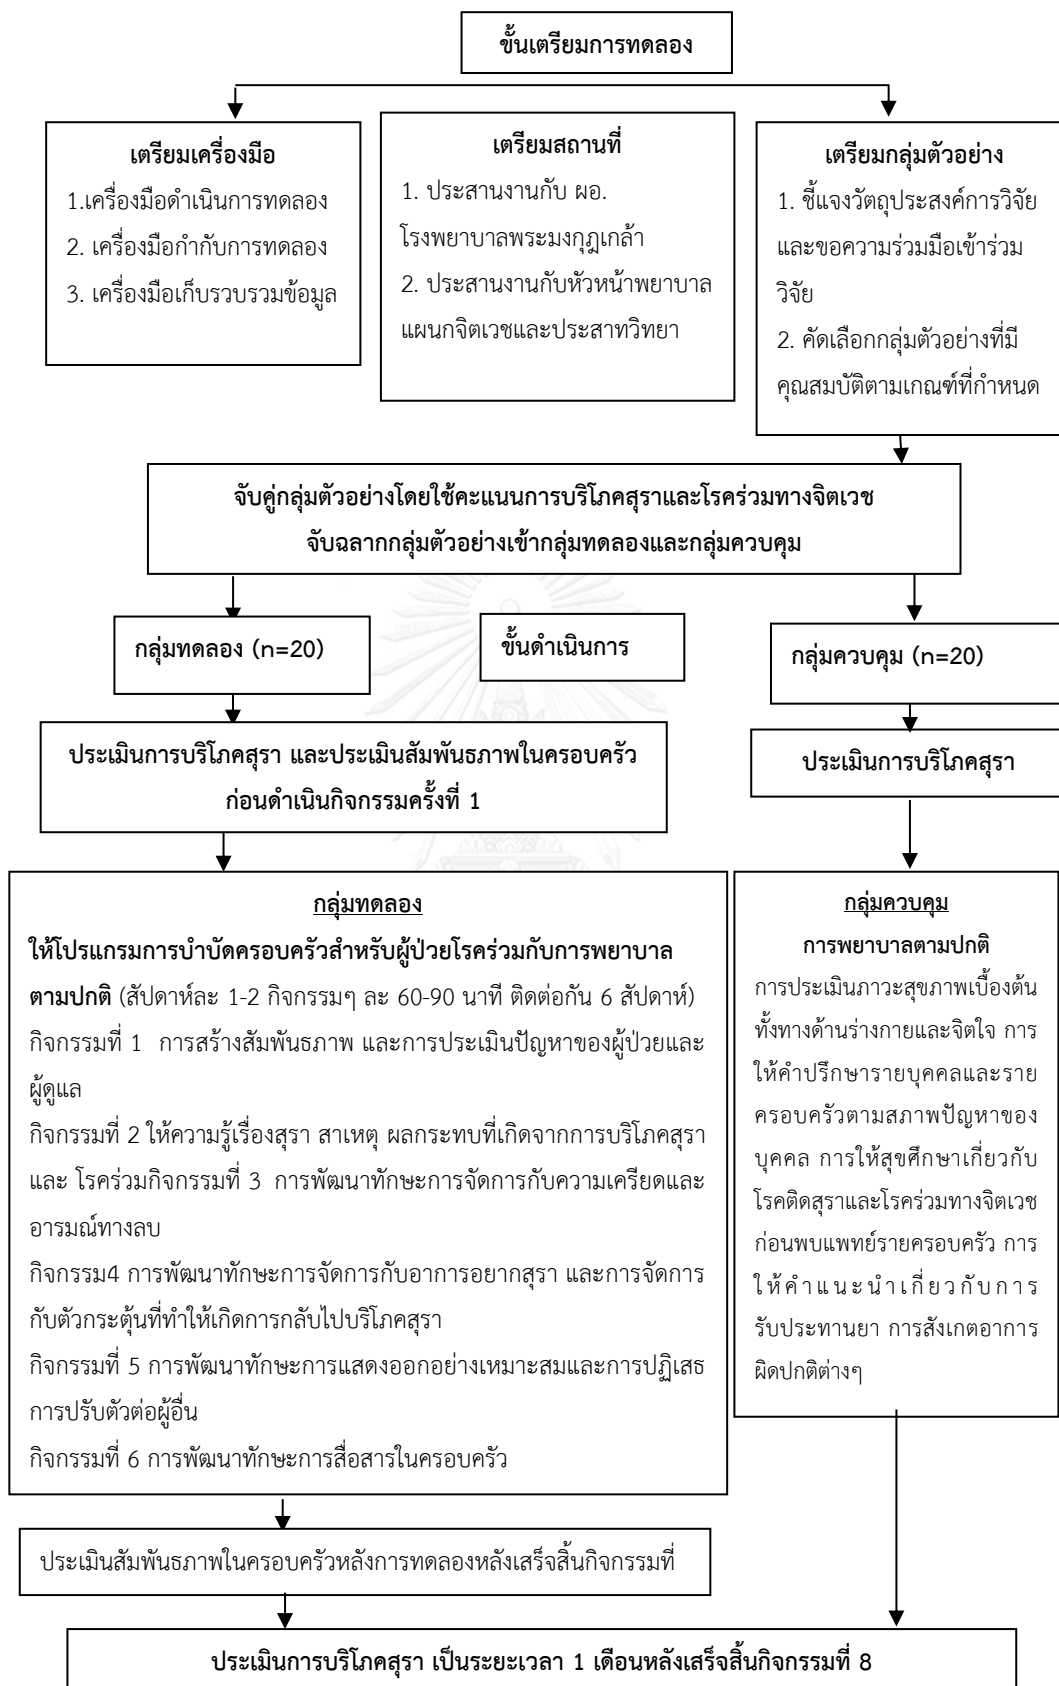 ขั้นเตรียมการทดลอง
เตรียมเครื่องมือ
1.เครื่องมือดำเนินการทดลอง
2. เครื่องมือกำกับการทดลอง
3. เครื่องมือเก็บรวบรวมข้อมูล
เตรียมสถานที่
1. ประสานงานกับ ผอ.
โรงพยาบาลพระมงกุฎเกล้า
2. ประสานงานกับหัวหน้าพยาบาล
แผนกจิตเวชและประสาทวิทยา
เตรียมกลุ่มตัวอย่าง
1. ชี้แจงวัตถุประสงค์การวิจัย
และขอความร่วมมือเข้าร่วม
วิจัย
2. คัดเลือกกลุ่มตัวอย่างที่มี
คุณสมบัติตามเกณฑ์ที่กำหนด
จับคู่กลุ่มตัวอย่างโดยใช้คะแนนการบริโภคสุราและโรคร่วมทางจิตเวช
จับฉลากกลุ่มตัวอย่างเข้ากลุ่มทดลองและกลุ่มควบคุม
กลุ่มทดลอง (n=20)
ขั้นดำเนินการ
กลุ่มควบคุม (n=20)
ประเมินการบริโภคสุรา และประเมินสัมพันธภาพในครอบครัว
ก่อนดำเนินกิจกรรมครั้งที่ 1
ประเมินการบริโภคสุรา
กลุ่มทดลอง
ให้โปรแกรมการบำบัดครอบครัวสำหรับผู้ป่วยโรคร่วมกับการพยาบาล
ตามปกติ (สัปดาห์ละ 1-2 กิจกรรมๆ ละ 60-90 นาที ติดต่อกัน 6 สัปดาห์)
กิจกรรมที่ 1 การสร้างสัมพันธภาพ และการประเมินปัญหาของผู้ป่วยและ
ผู้ดูแล
กิจกรรมที่ 2 ให้ความรู้เรื่องสุรา สาเหตุ ผลกระทบที่เกิดจากการบริโภคสุรา
และ โรคร่วมกิจกรรมที่ 3 การพัฒนาทักษะการจัดการกับความเครียดและ
อารมณ์ทางลบ
กิจกรรม4 การพัฒนาทักษะการจัดการกับอาการอยากสุรา และการจัดการ
กับตัวกระตุ้นที่ทำให้เกิดการกลับไปบริโภคสุรา
กิจกรรมที่ 5 การพัฒนาทักษะการแสดงออกอย่างเหมาะสมและการปฏิเสธ
การปรับตัวต่อผู้อื่น
กิจกรรมที่ 6 การพัฒนาทักษะการสื่อสารในครอบครัว
กลุ่มควบคุม
การพยาบาลตามปกติ
การประเมินภาวะสุขภาพเบื้องต้น
ทั้งทางด้านร่างกายและจิตใจ การ
ให้คำปรึกษารายบุคคลและราย
ครอบครัวตามสภาพปัญหาของ
บุคคล การให้สุขศึกษาเกี่ยวกับ
โรคติดสุราและโรคร่วมทางจิตเวช
ก่อนพบแพทย์รายครอบครัว การ
ให้คำแนะนำเกี่ยวกับการ
รับประทานยา การสังเกตอาการ
ผิดปกติต่างๆ
ประเมินสัมพันธภาพในครอบครัวหลังการทดลองหลังเสร็จสิ้นกิจกรรมที่
ประเมินการบริโภคสุรา เป็นระยะเวลา 1 เดือนหลังเสร็จสิ้นกิจกรรมที่ 8